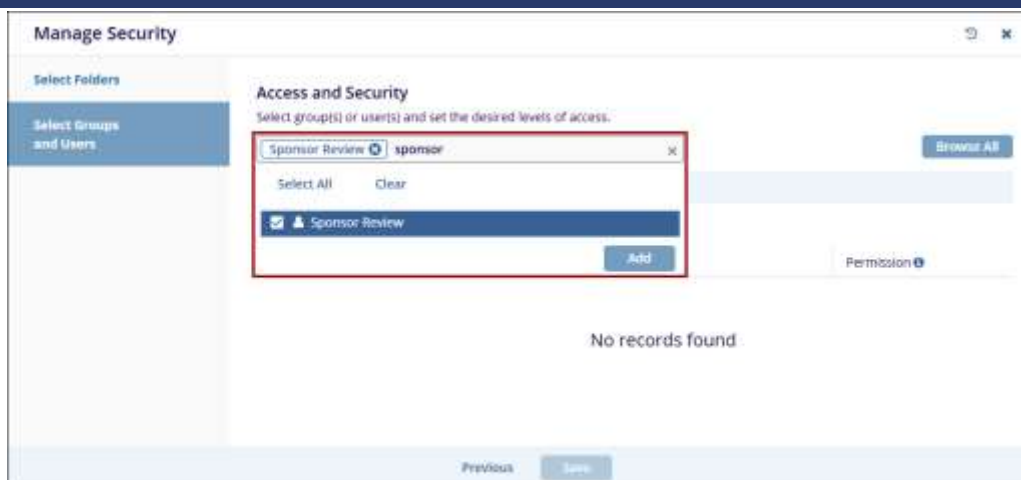 Manage Security
Select Folders
Select Groups
and Users
Access and Security
Select group(s) or user(s) and set the desired levels of access.
Sponsor Review sponsor
Browse All
Select All Clear
Sponsor Review
Add
Permission
No records found
Previous Save